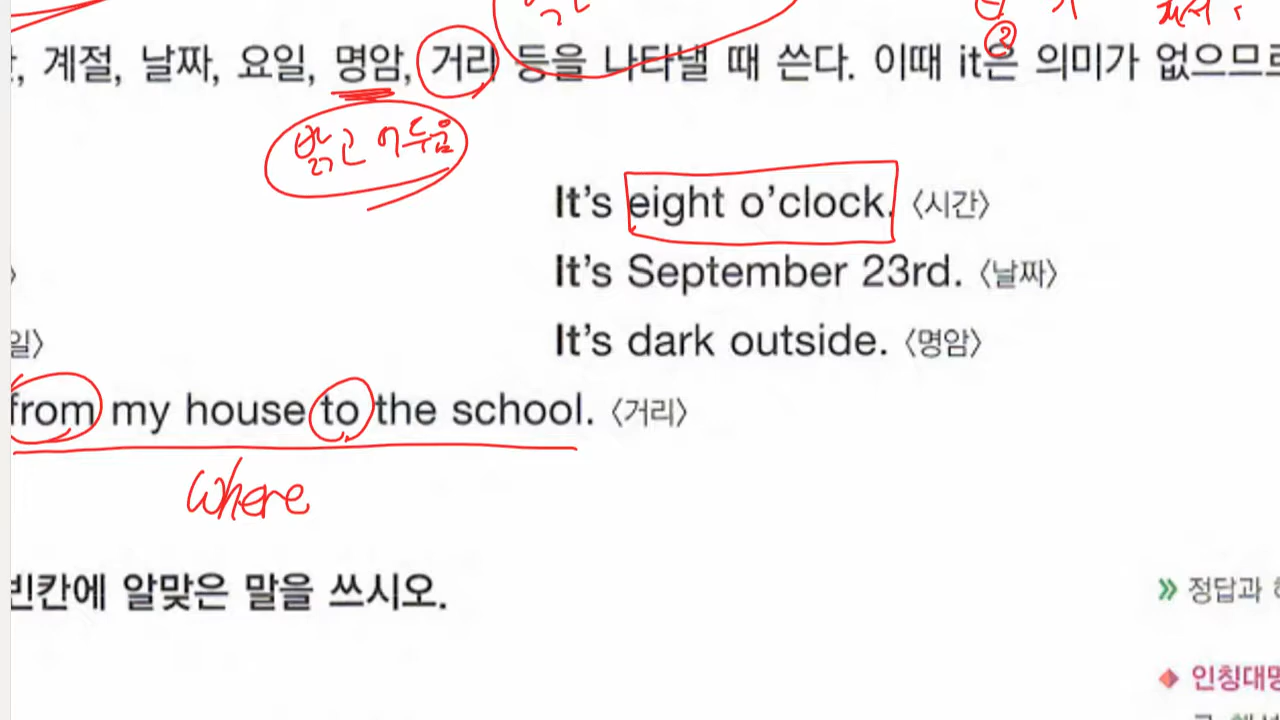 계절, 날짜, 요일, 명암, 거리 등을 나타낼 때 쓴다. 이때 it은 의미가 없으므로
②
밝고 어두움
It's eight o'clock. 〈시간〉
It's September 23rd. 〈날짜〉
일〉 It's dark outside. 〈명암〉
from my house to the school. 〈거리〉
where
빈칸에 알맞은 말을 쓰시오.
» 정답과
◆ 인칭대명